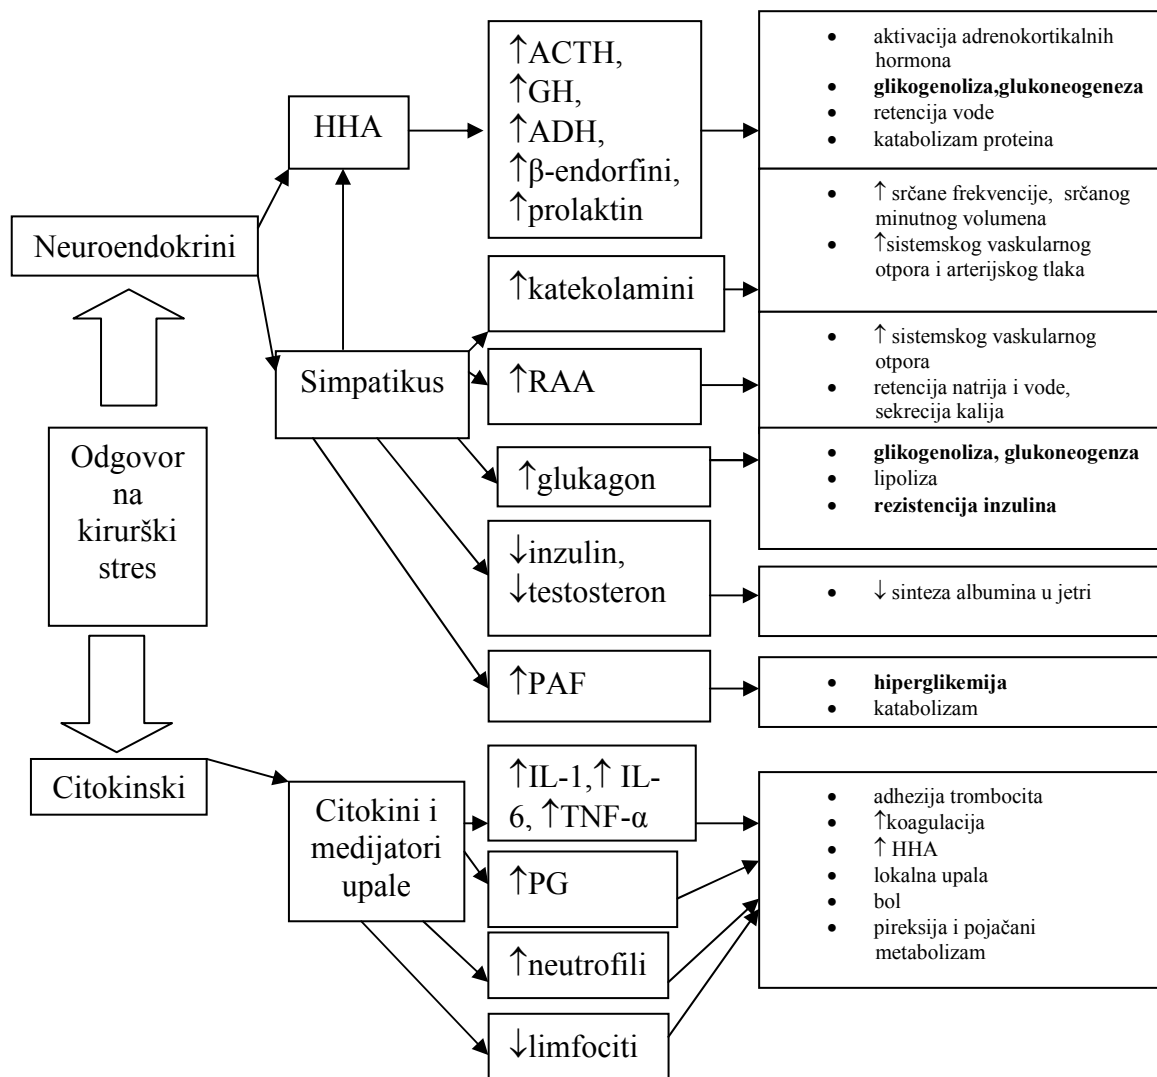 Odgovor
na
kirurški
stres
Neuroendokrini
HHA
↑ACTH,
↑GH,
↑ADH,
↑β-endorfini,
↑prolaktin
• aktivacija adrenokortikalnih
hormona
• glikogenoliza,glukoneogeneza
• retencija vode
• katabolizam proteina
Simpatikus
↑katekolamini
• ↑ srčane frekvencije, srčanog
minutnog volumena
• ↑sistemskog vaskularnog
otpora i arterijskog tlaka
↑RAA
• ↑ sistemskog vaskularnog
otpora
• retencija natrija i vode,
sekrecija kalija
↑glukagon
• glikogenoliza, glukoneogenza
• lipoliza
• rezistencija inzulina
↓inzulin,
↓testosteron
• ↓ sinteza albumina u jetri
↑PAF
• hiperglikemija
• katabolizam
Citokinski
Citokini i
medijatori
upale
↑IL-1,↑ IL-
6, ↑TNF-α
↑PG
↑neutrofili
↓limfociti
• adhezija trombocita
• ↑koagulacija
• ↑ HHA
• lokalna upala
• bol
• pireksija i pojačani
metabolizam